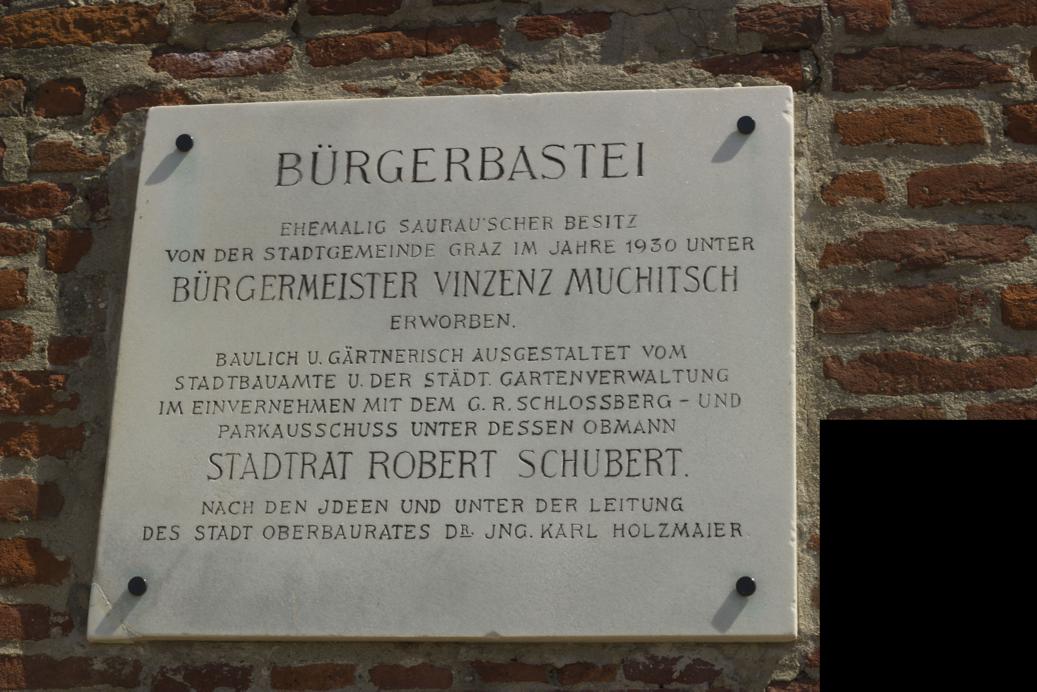 BÜRGERBASTEI
EHEMALIG SAURAU'SCHER BESITZ
VON DER STADTGEMEINDE GRAZ IM JAHRE 1930 UNTER
BÜRGERMEISTER VINZENZ MUCHITSCH
ERWORBEN.
BAULICH U. GÄRTNERISCH AUSGESTALTET VOM
STADTBAUAMTE U. DER STÄDT. GARTENVERWALTUNG
IM EINVERNEHMEN MIT DEM G. R. SCHLOSSBERG - UND
PARKAUSSCHUSS UNTER DESSEN OBMANN
STADTRAT ROBERT SCHUBERT.
NACH DEN JDEEN UND UNTER DER LEITUNG
DES STADT OBERBAURATES DR. JNG. KARL HOLZMAIER